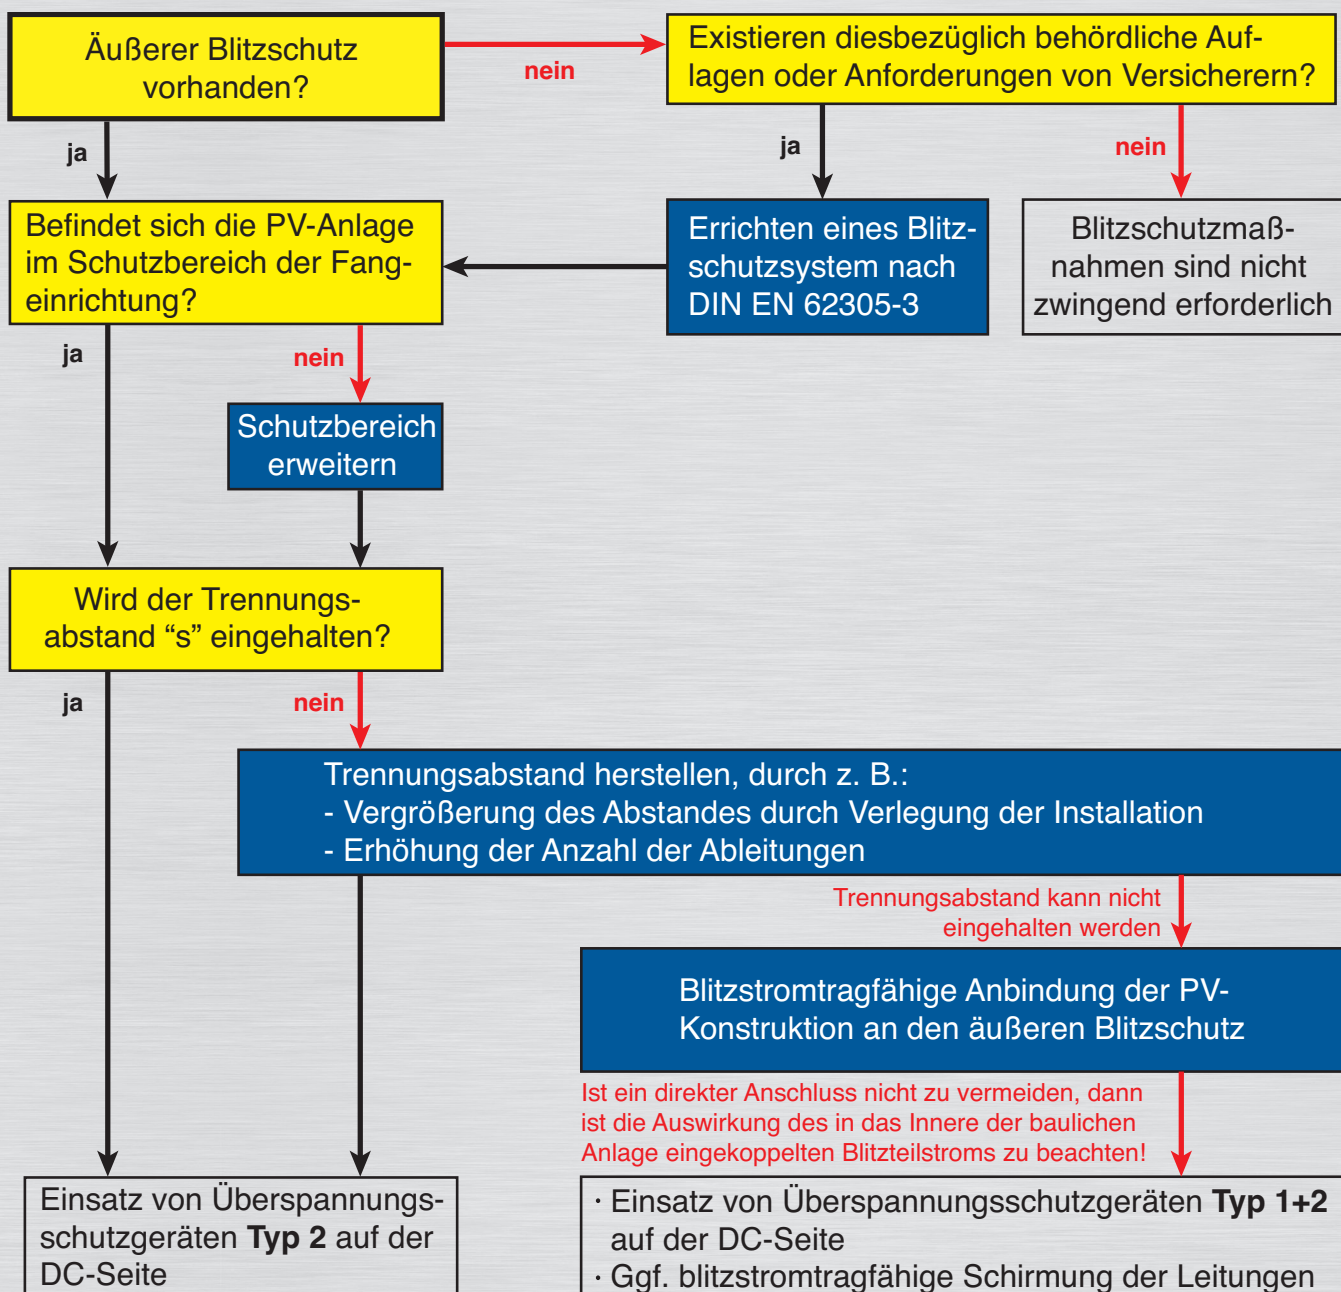 Äußerer Blitzschutz
vorhanden?
nein
Existieren diesbezüglich behördliche Auf-
lagen oder Anforderungen von Versicherern?
ja
ja
nein
Befindet sich die PV-Anlage
im Schutzbereich der Fang-
einrichtung?
Errichten eines Blitz-
schutzsystem nach
DIN EN 62305-3
Blitzschutzmaß-
nahmen sind nicht
zwingend erforderlich
ja
nein
Schutzbereich
erweitern
Wird der Trennungs-
abstand “s” eingehalten?
ja
nein
Trennungsabstand herstellen, durch z. B.:
- Vergrößerung des Abstandes durch Verlegung der Installation
- Erhöhung der Anzahl der Ableitungen
Trennungsabstand kann nicht
eingehalten werden
Blitzstromtragfähige Anbindung der PV-
Konstruktion an den äußeren Blitzschutz
Ist ein direkter Anschluss nicht zu vermeiden, dann
ist die Auswirkung des in das Innere der baulichen
Anlage eingekoppelten Blitzteilstroms zu beachten!
Einsatz von Überspannungs-
schutzgeräten Typ 2 auf der
DC-Seite
· Einsatz von Überspannungsschutzgeräten Typ 1+2
auf der DC-Seite
· Ggf. blitzstromtragfähige Schirmung der Leitungen